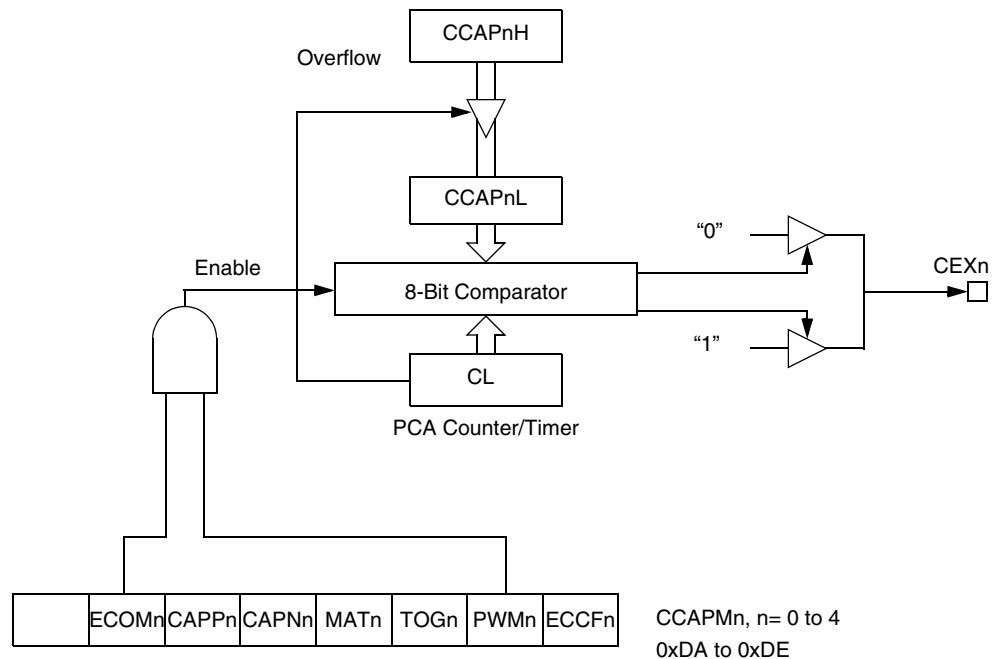 CCAPnH
Overflow
CCAPnL
“0”
Enable
CEXn
8-Bit Comparator
“1”
CL
PCA Counter/Timer
ECOMn CAPPn CAPNn MATn TOGn PWMn ECCFn
CCAPMn, n= 0 to 4
0xDA to 0xDE